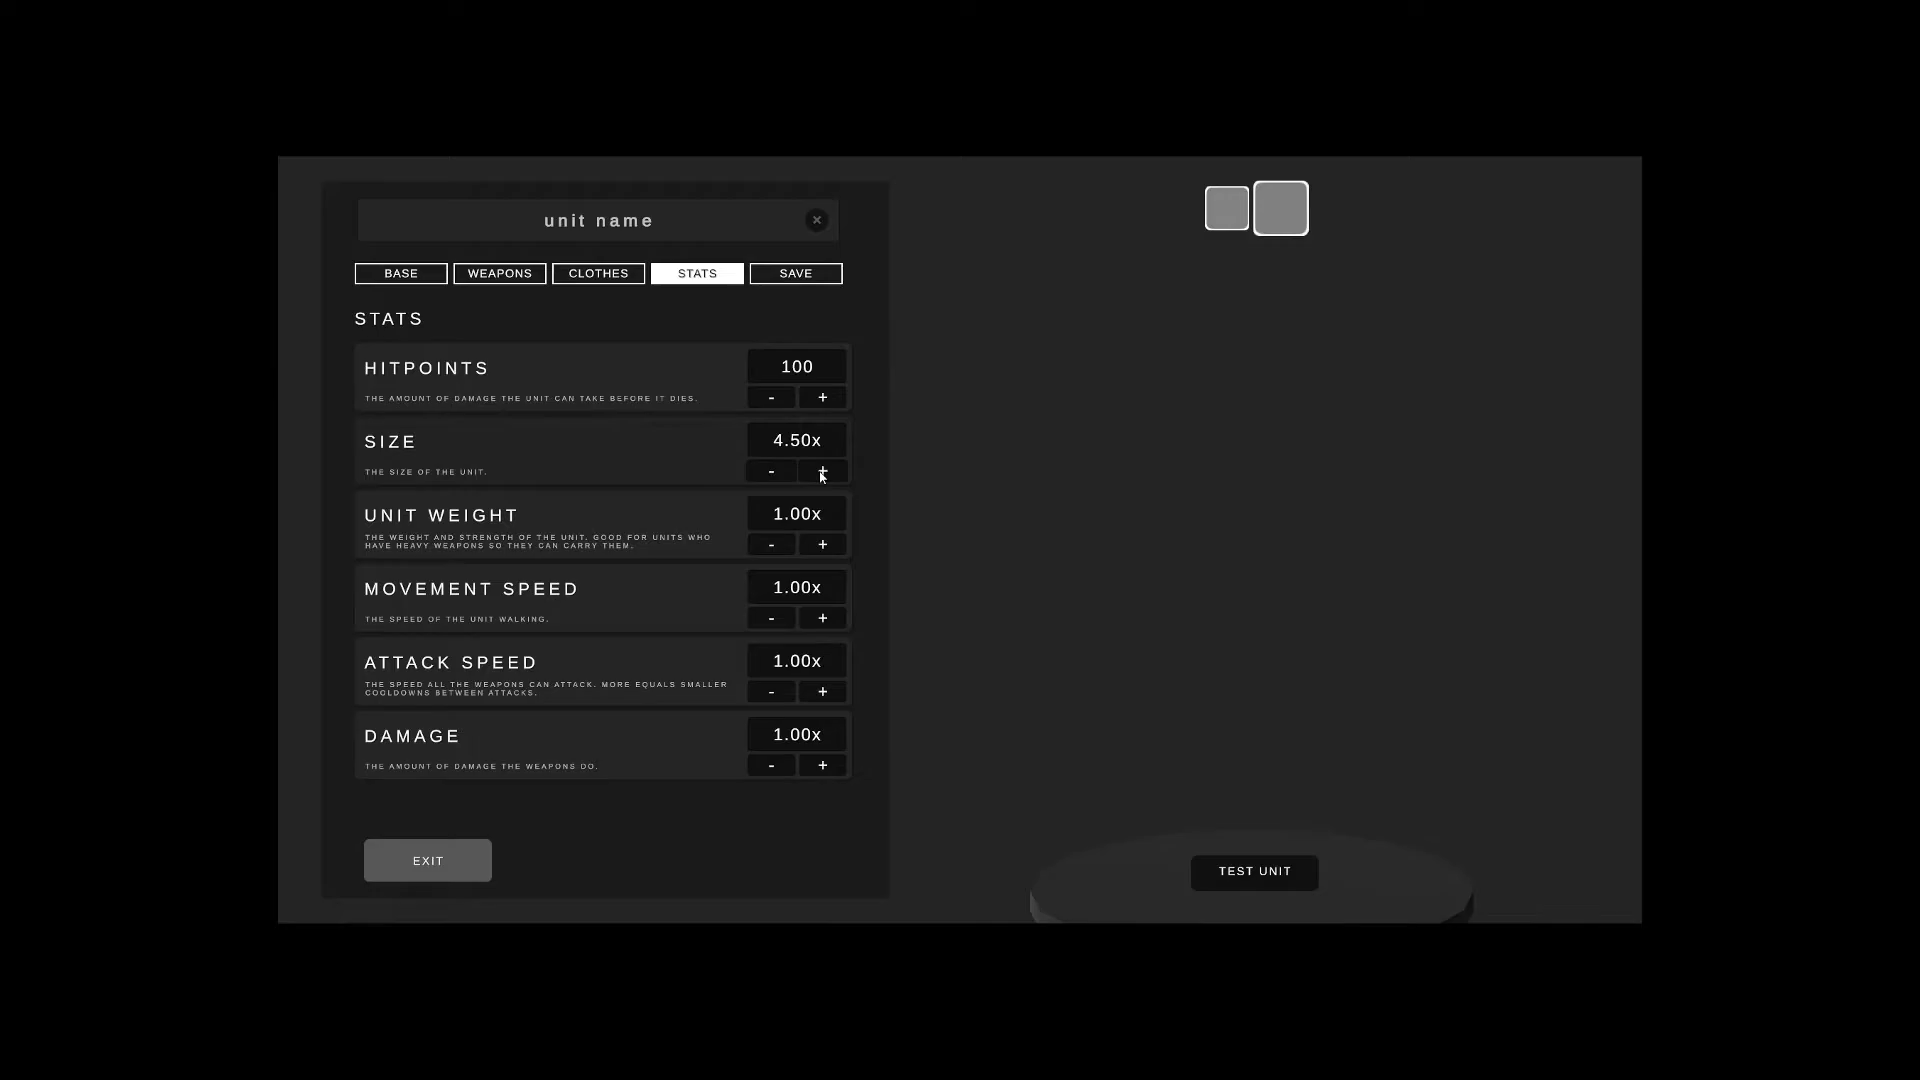 unit name
BASE WEAPONS CLOTHES STATS SAVE
STATS
HITPOINTS
100
THE AMOUNT OF DAMAGE THE UNIT CAN TAKE BEFORE IT DIES.
- +
SIZE
4.50x
THE SIZE OF THE UNIT.
- +
UNIT WEIGHT
1.00x
THE WEIGHT AND STRENGTH OF THE UNIT. GOOD FOR UNITS WHO
HAVE HEAVY WEAPONS SO THEY CAN CARRY THEM.
- +
MOVEMENT SPEED
1.00x
THE SPEED OF THE UNIT WALKING.
- +
ATTACK SPEED
1.00x
THE SPEED ALL THE WEAPONS CAN ATTACK. MORE EQUALS SMALLER
COOLDOWNS BETWEEN ATTACKS.
- +
DAMAGE
1.00x
THE AMOUNT OF DAMAGE THE WEAPONS DO.
- +
EXIT
TEST UNIT